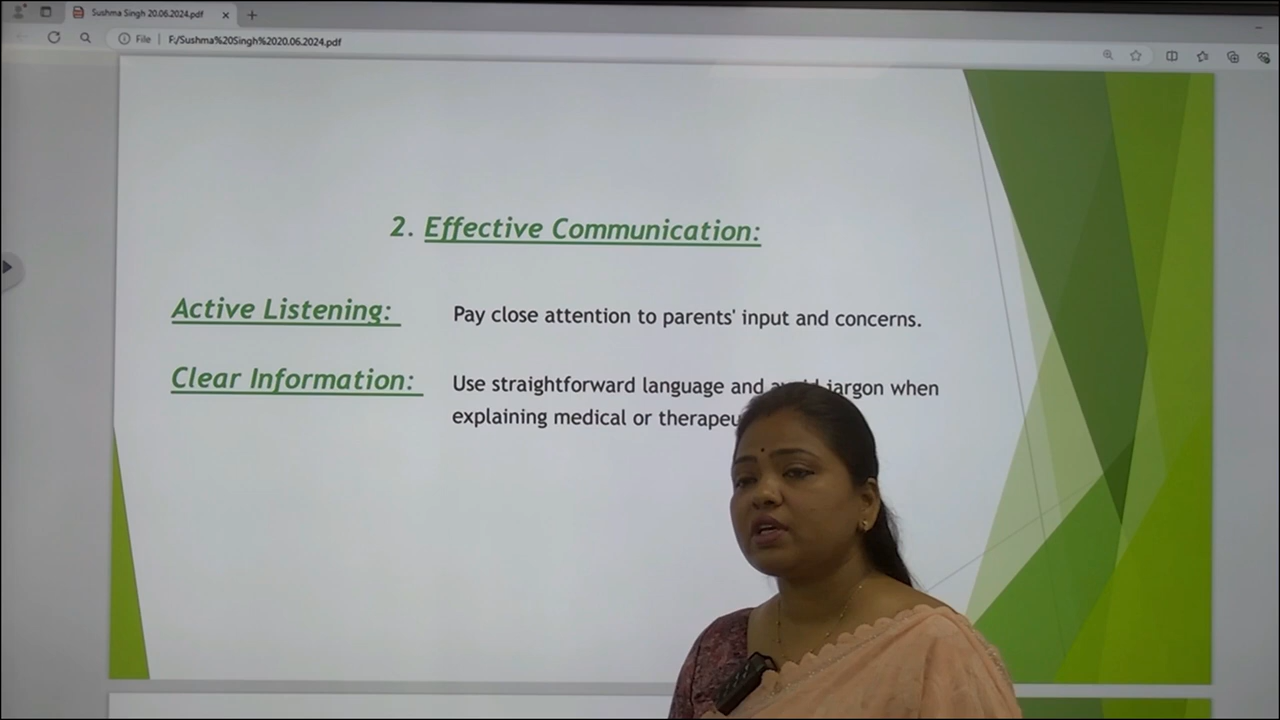 Sushma Singh 20.06.2024.pdf
File | F:/Sushma%20Singh%2020.06.2024.pdf
2. Effective Communication:
Active Listening: Pay close attention to parents' input and concerns.
Clear Information: Use straightforward language and jargon when
explaining medical or